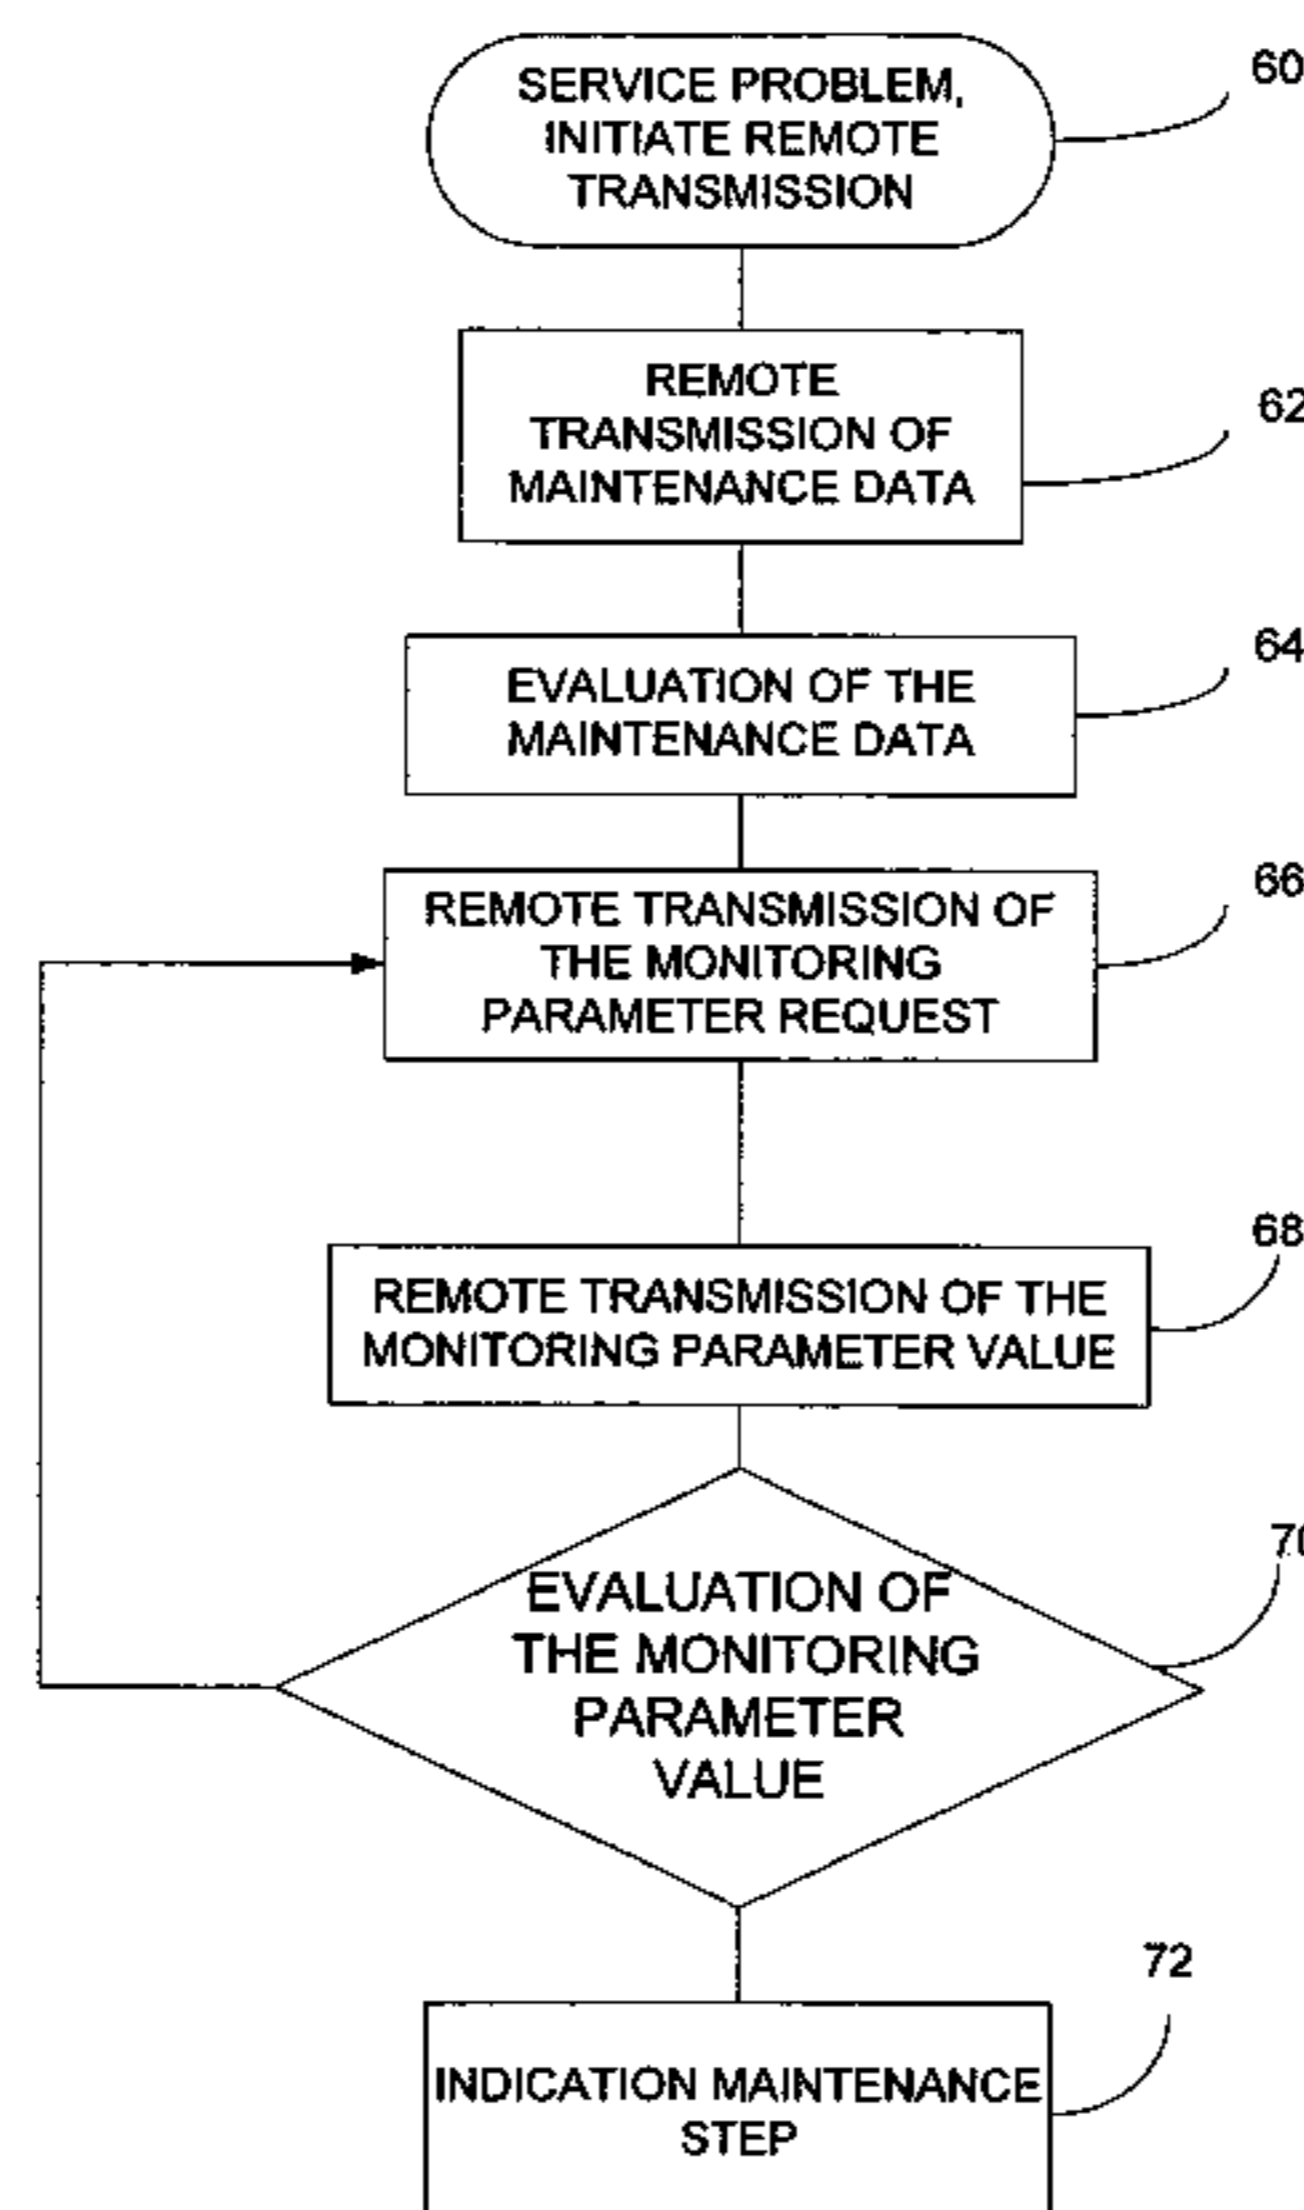 SERVICE PROBLEM,
INITIATE REMOTE
TRANSMISSION
60
REMOTE
TRANSMISSION OF
MAINTENANCE DATA
62
EVALUATION OF THE
MAINTENANCE DATA
64
REMOTE TRANSMISSION OF
THE MONITORING
PARAMETER REQUEST
66
REMOTE TRANSMISSION OF THE
MONITORING PARAMETER VALUE
68
EVALUATION OF
THE MONITORING
PARAMETER
VALUE
70
INDICATION MAINTENANCE
STEP
72